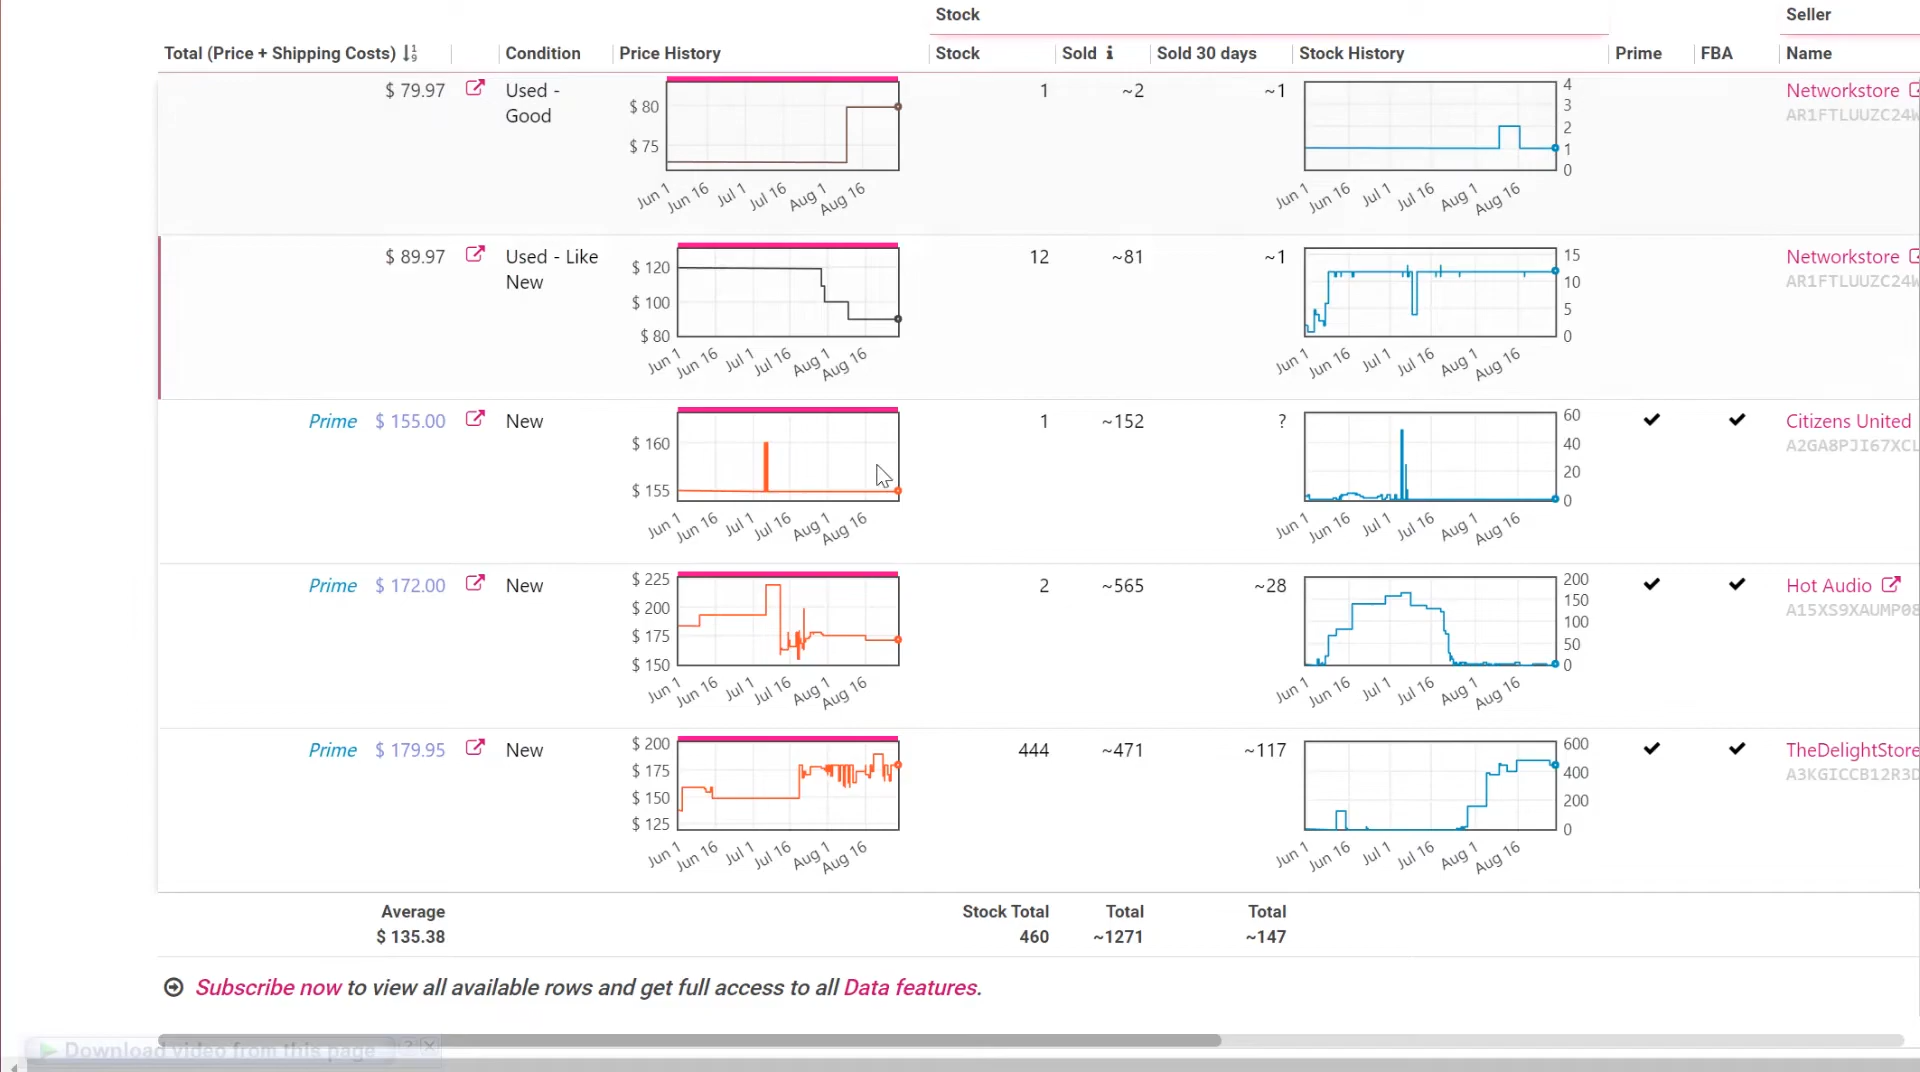 Stock
Seller
Total (Price + Shipping Costs)
Condition
Price History
Stock
Sold
Sold 30 days
Stock History
Prime
FBA
Name
$ 79.97
Used -
Good
$ 80
$ 75
Jun 1
Jun 16
Jul 1
Jul 16
Aug 1
Aug 16
1
~2
~1
4
3
2
1
0
Jun 1
Jun 16
Jul 1
Jul 16
Aug 1
Aug 16
Networkstore
AR1FTLUUZC24W
$ 89.97
Used - Like
New
$ 120
$ 100
$ 80
Jun 1
Jun 16
Jul 1
Jul 16
Aug 1
Aug 16
12
~81
~1
15
10
5
0
Jun 1
Jun 16
Jul 1
Jul 16
Aug 1
Aug 16
Networkstore
AR1FTLUUZC24W
Prime $ 155.00
New
$ 160
$ 155
Jun 1
Jun 16
Jul 1
Jul 16
Aug 1
Aug 16
1
~152
?
60
40
20
0
Jun 1
Jun 16
Jul 1
Jul 16
Aug 1
Aug 16
Citizens United
A2GA8PJI67XCL
Prime $ 172.00
New
$ 225
$ 200
$ 175
$ 150
Jun 1
Jun 16
Jul 1
Jul 16
Aug 1
Aug 16
2
~565
~28
200
150
100
50
0
Jun 1
Jun 16
Jul 1
Jul 16
Aug 1
Aug 16
Hot Audio
A15XS9XAUMP08
Prime $ 179.95
New
$ 200
$ 175
$ 150
$ 125
Jun 1
Jun 16
Jul 1
Jul 16
Aug 1
Aug 16
444
~471
~117
600
400
200
0
Jun 1
Jun 16
Jul 1
Jul 16
Aug 1
Aug 16
TheDelightStore
A3KGICCB12R3D
Average
$ 135.38
Stock Total
460
Total
~1271
Total
~147
Subscribe now to view all available rows and get full access to all Data features.
Download video from this page ?